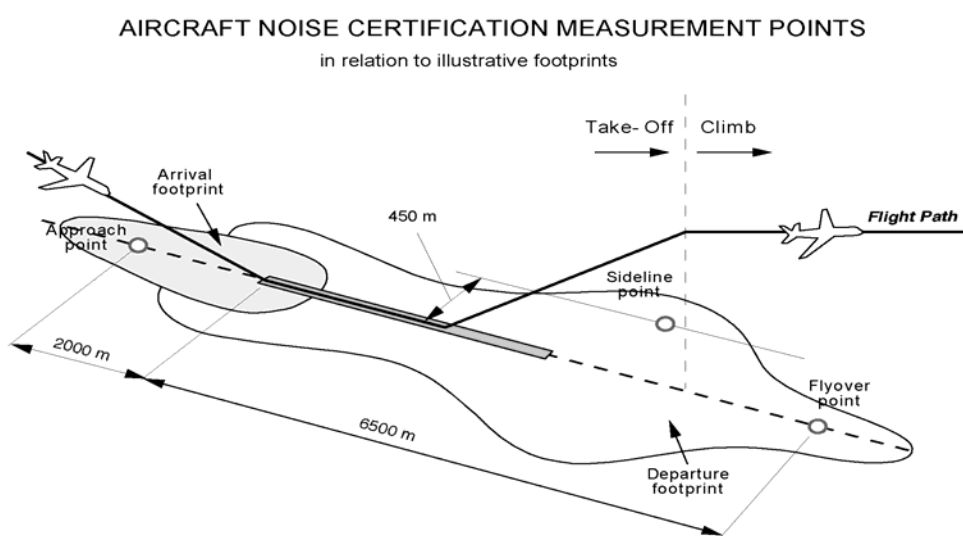 AIRCRAFT NOISE CERTIFICATION MEASUREMENT POINTS
in relation to illustrative footprints
Take- Off
Climb
Arrival
footprint
450 m
Flight Path
Approach
point
Sideline
point
2000 m
Flyover
point
6500 m
Departure
footprint